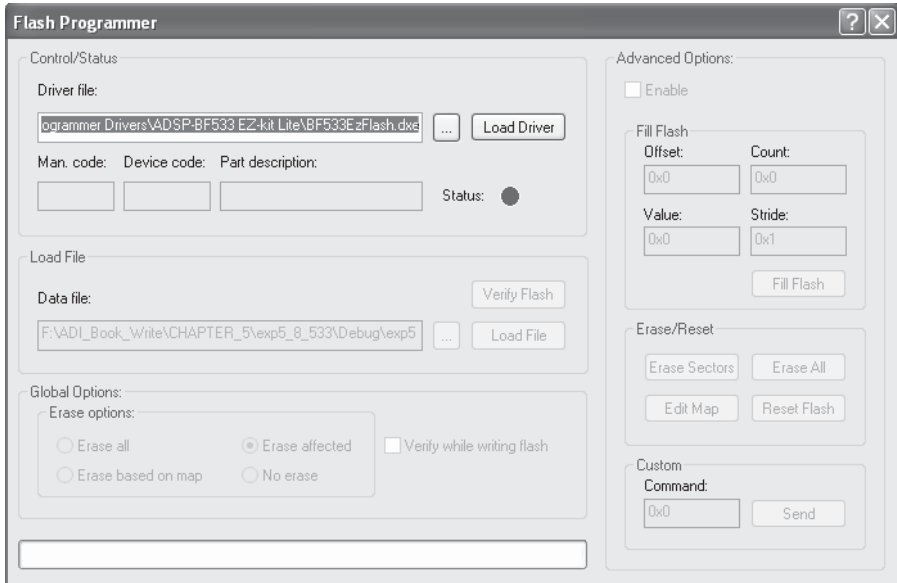 Flash Programmer
Control/Status
Driver file:
ogrammer Drivers\ADSP-BF533 EZ-kit Lite\BF533EzFlash.dxe
...
Load Driver
Man. code:
Device code:
Part description:
Status:
Load File
Data file:
Verify Flash
F:\ADI_Book_Write\CHAPTER_5\exp5_8_533\Debug\exp5
...
Load File
Global Options:
Erase options:
Erase all
Erase affected
Verify while writing flash
Erase based on map
No erase
Advanced Options:
Enable
Fill Flash
Offset:
Count:
0x0
0x0
Value:
Stride:
0x0
0x1
Fill Flash
Erase/Reset
Erase Sectors
Erase All
Edit Map
Reset Flash
Custom
Command:
0x0
Send